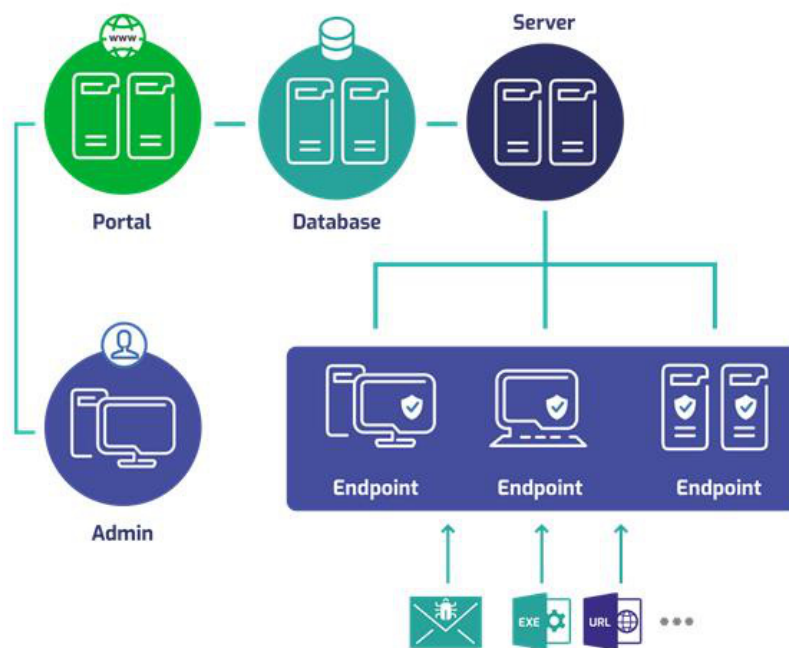 Server
www
Portal
Database
Admin
Endpoint
Endpoint
Endpoint
EXE
URL